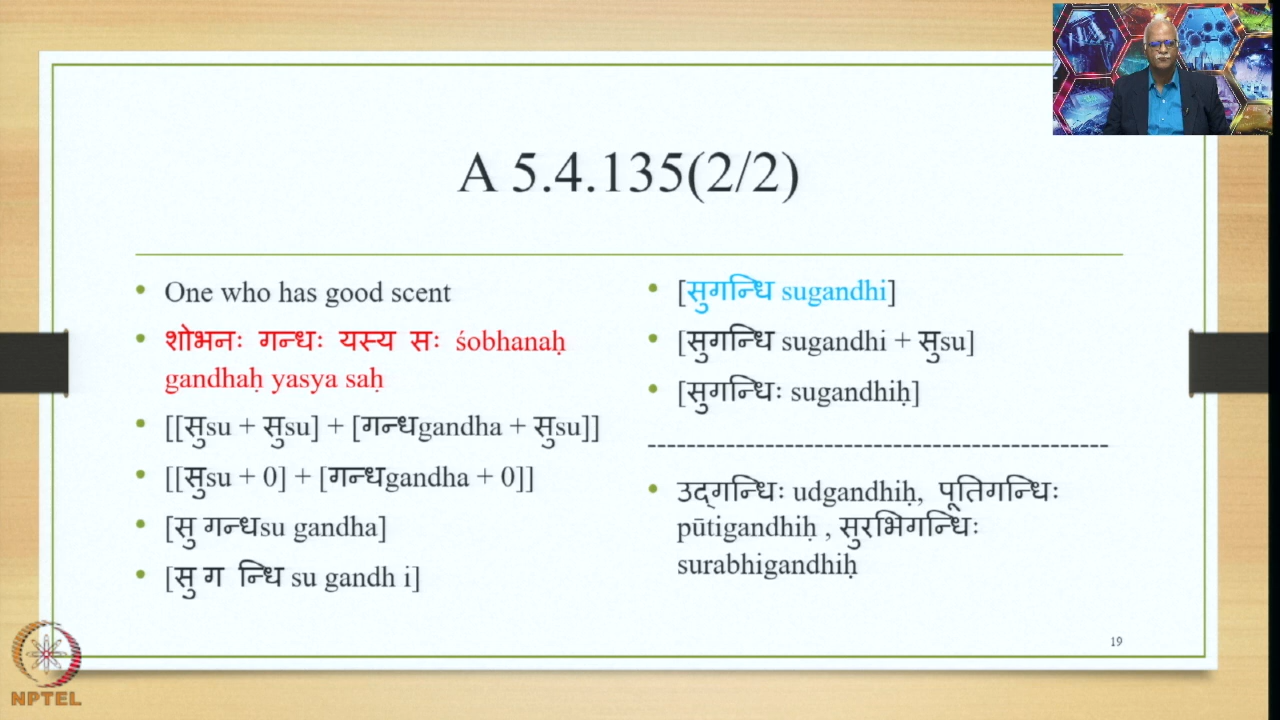 A 5.4.135(2/2)
• One who has good scent
• शोभनः गन्धः यस्य सः śobhanaḥ
gandhaḥ yasya saḥ
• [[सुsu + सुsu] + [गन्धgandha + सुsu]]
• [[सुsu + 0] + [गन्धgandha + 0]]
• [सु गन्धsu gandha]
• [सु ग न्धि su gandh i]
• [सुगन्धि sugandhi]
• [सुगन्धि sugandhi + सुsu]
• [सुगन्धिः sugandhiḥ]
----------------------------------------------
• उद्गन्धिः udgandhiḥ, पूतिगन्धिः
pūtigandhiḥ , सुरभिगन्धिः
surabhigandhiḥ
19
NPTEL